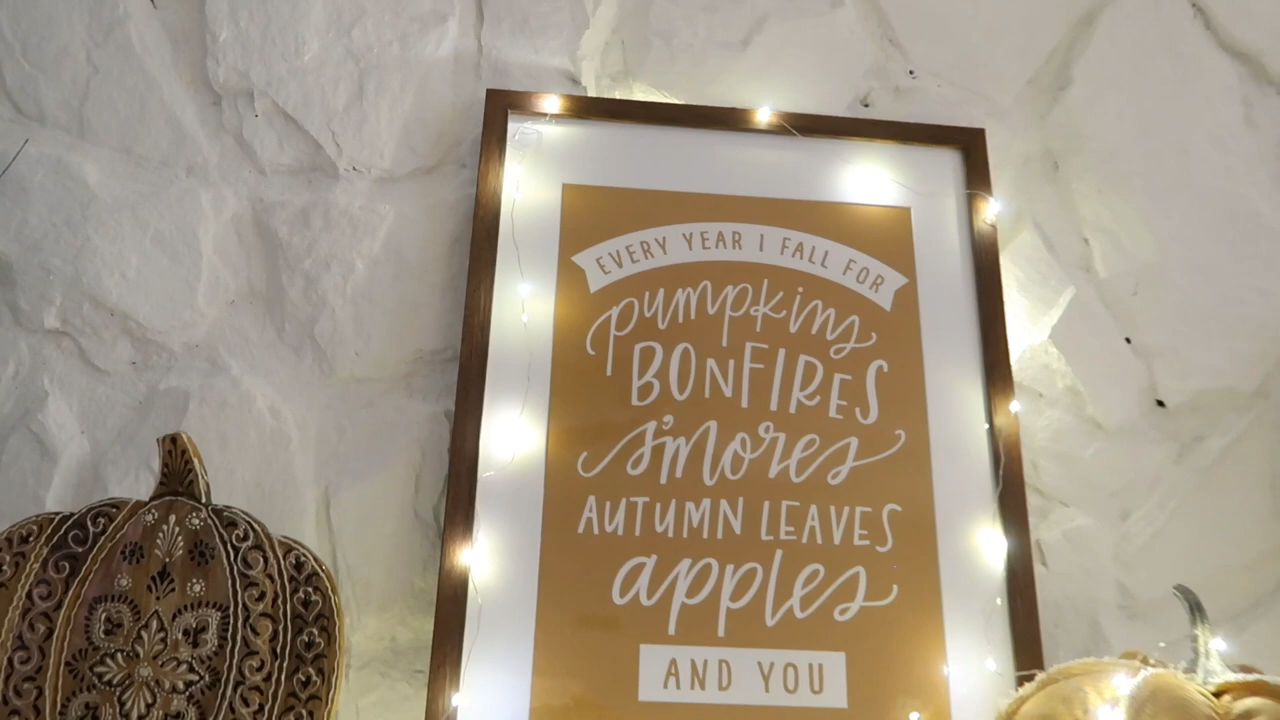 EVERY YEAR I FALL FOR
pumpkins
BONFIRES
s'mores
AUTUMN LEAVES
apples
AND YOU